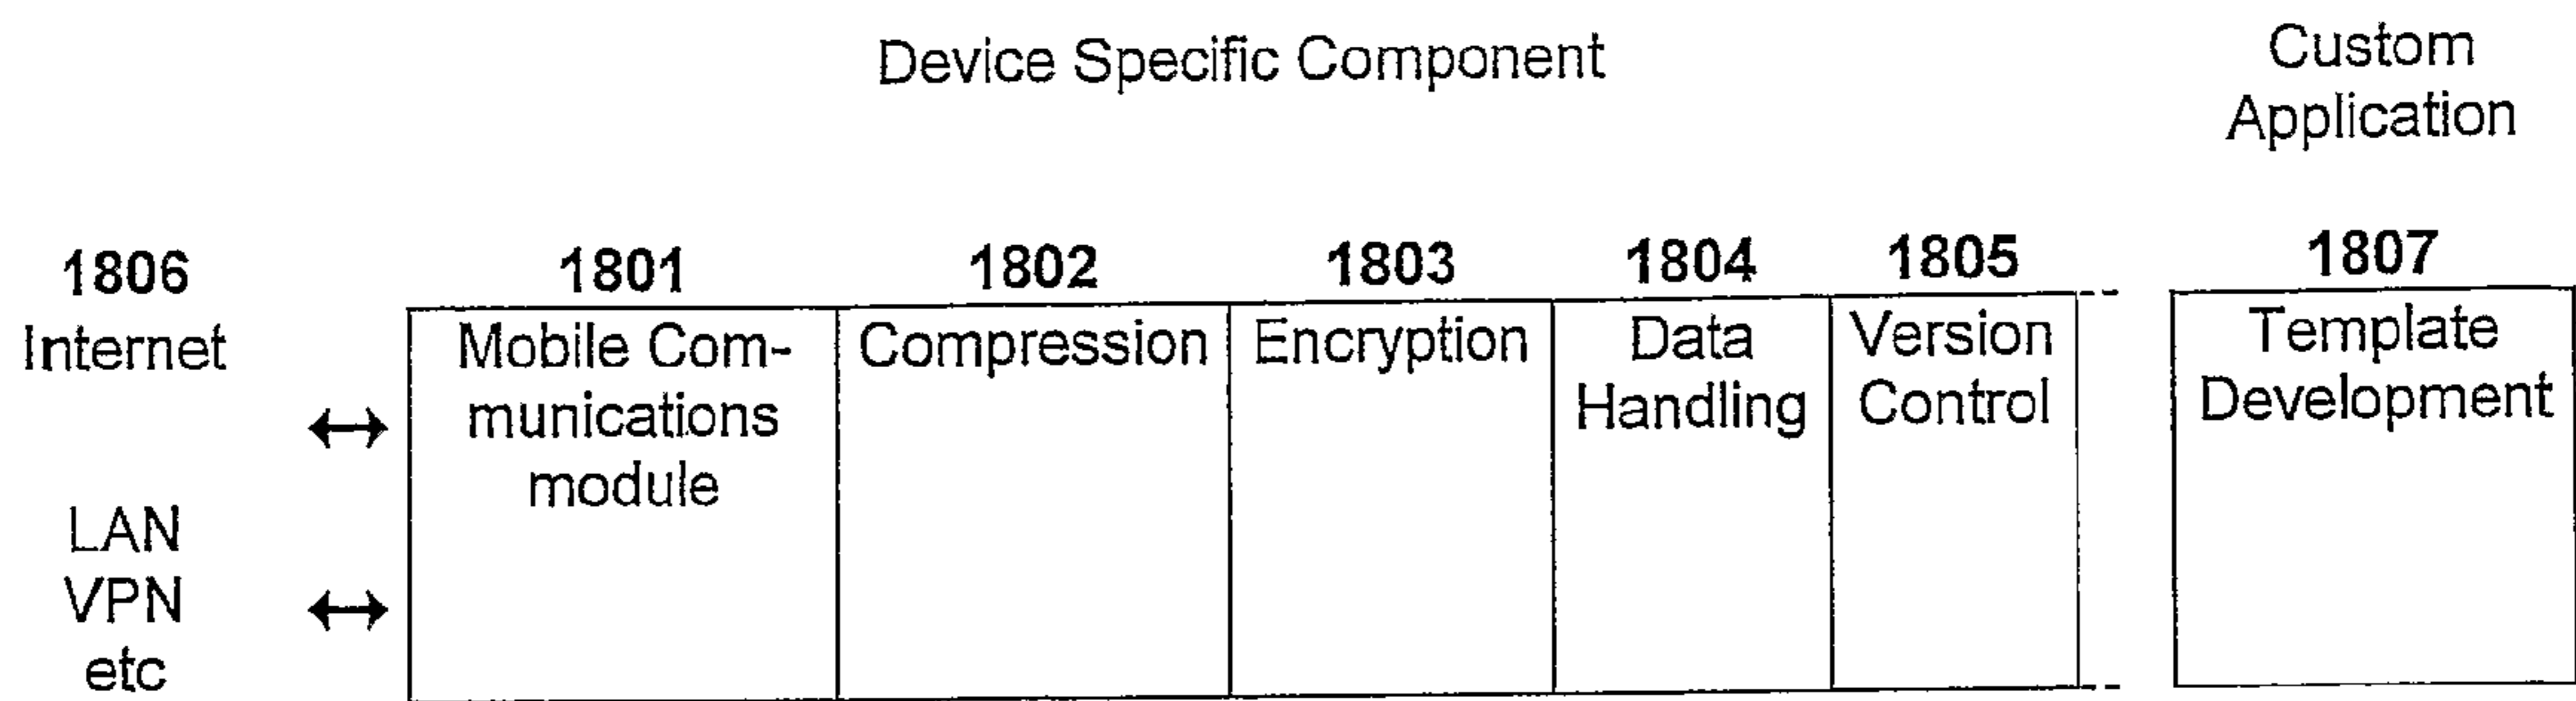 Device Specific Component
Custom
Application
1806
Internet
LAN
VPN
etc
1801
Mobile Com-
munications
module
1802
Compression
1803
Encryption
1804
Data
Handling
1805
Version
Control
1807
Template
Development